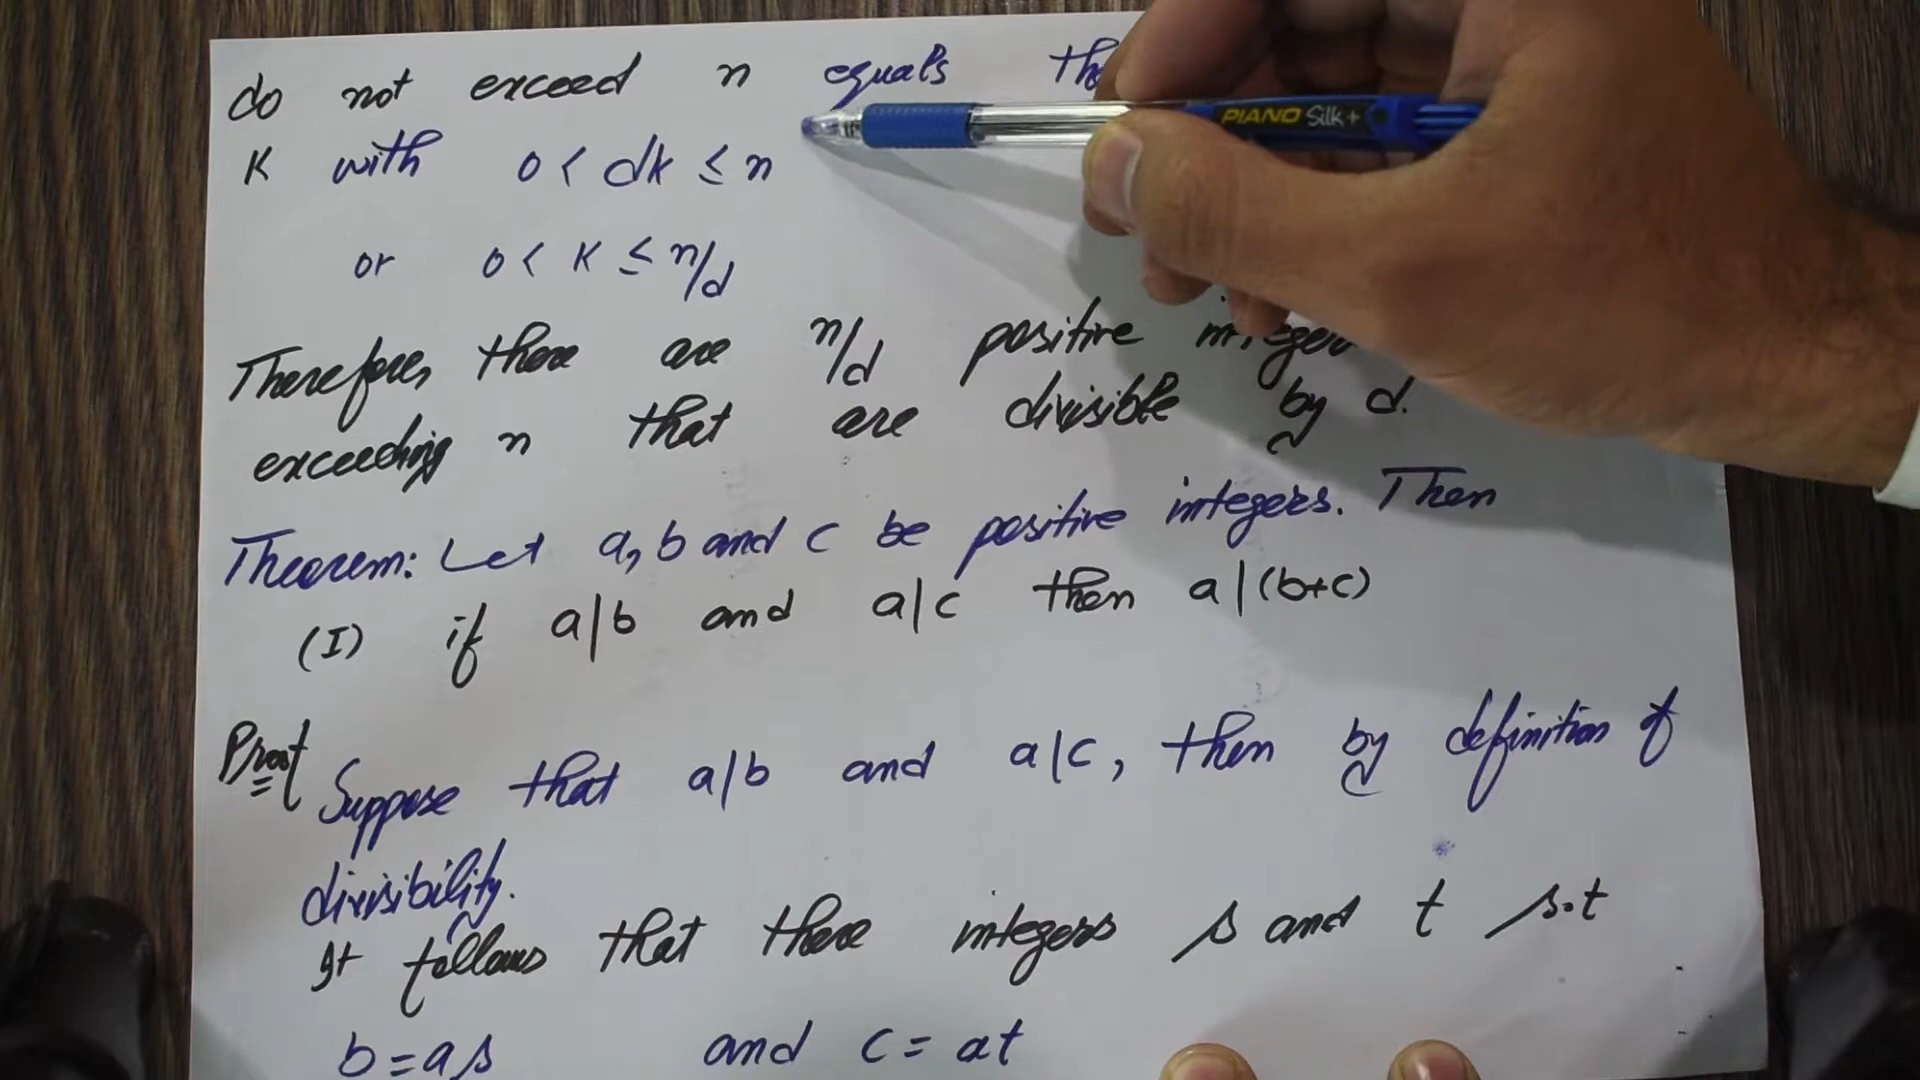 do not exceed n equals
K with 0 < dk ≤ n
PIANO Silk+
or 0 < K ≤ n/d
Therefore, there are n/d positive
exceeding n that are divisible by d.
Theorem: Let a, b and c be positive integers. Then
(I) if a|b and a|c then a|(b+c)
Proof
Suppose that a|b and a|c, then by definition of
divisibility.
It follows that there integers s and t s.t
b = as and c = at